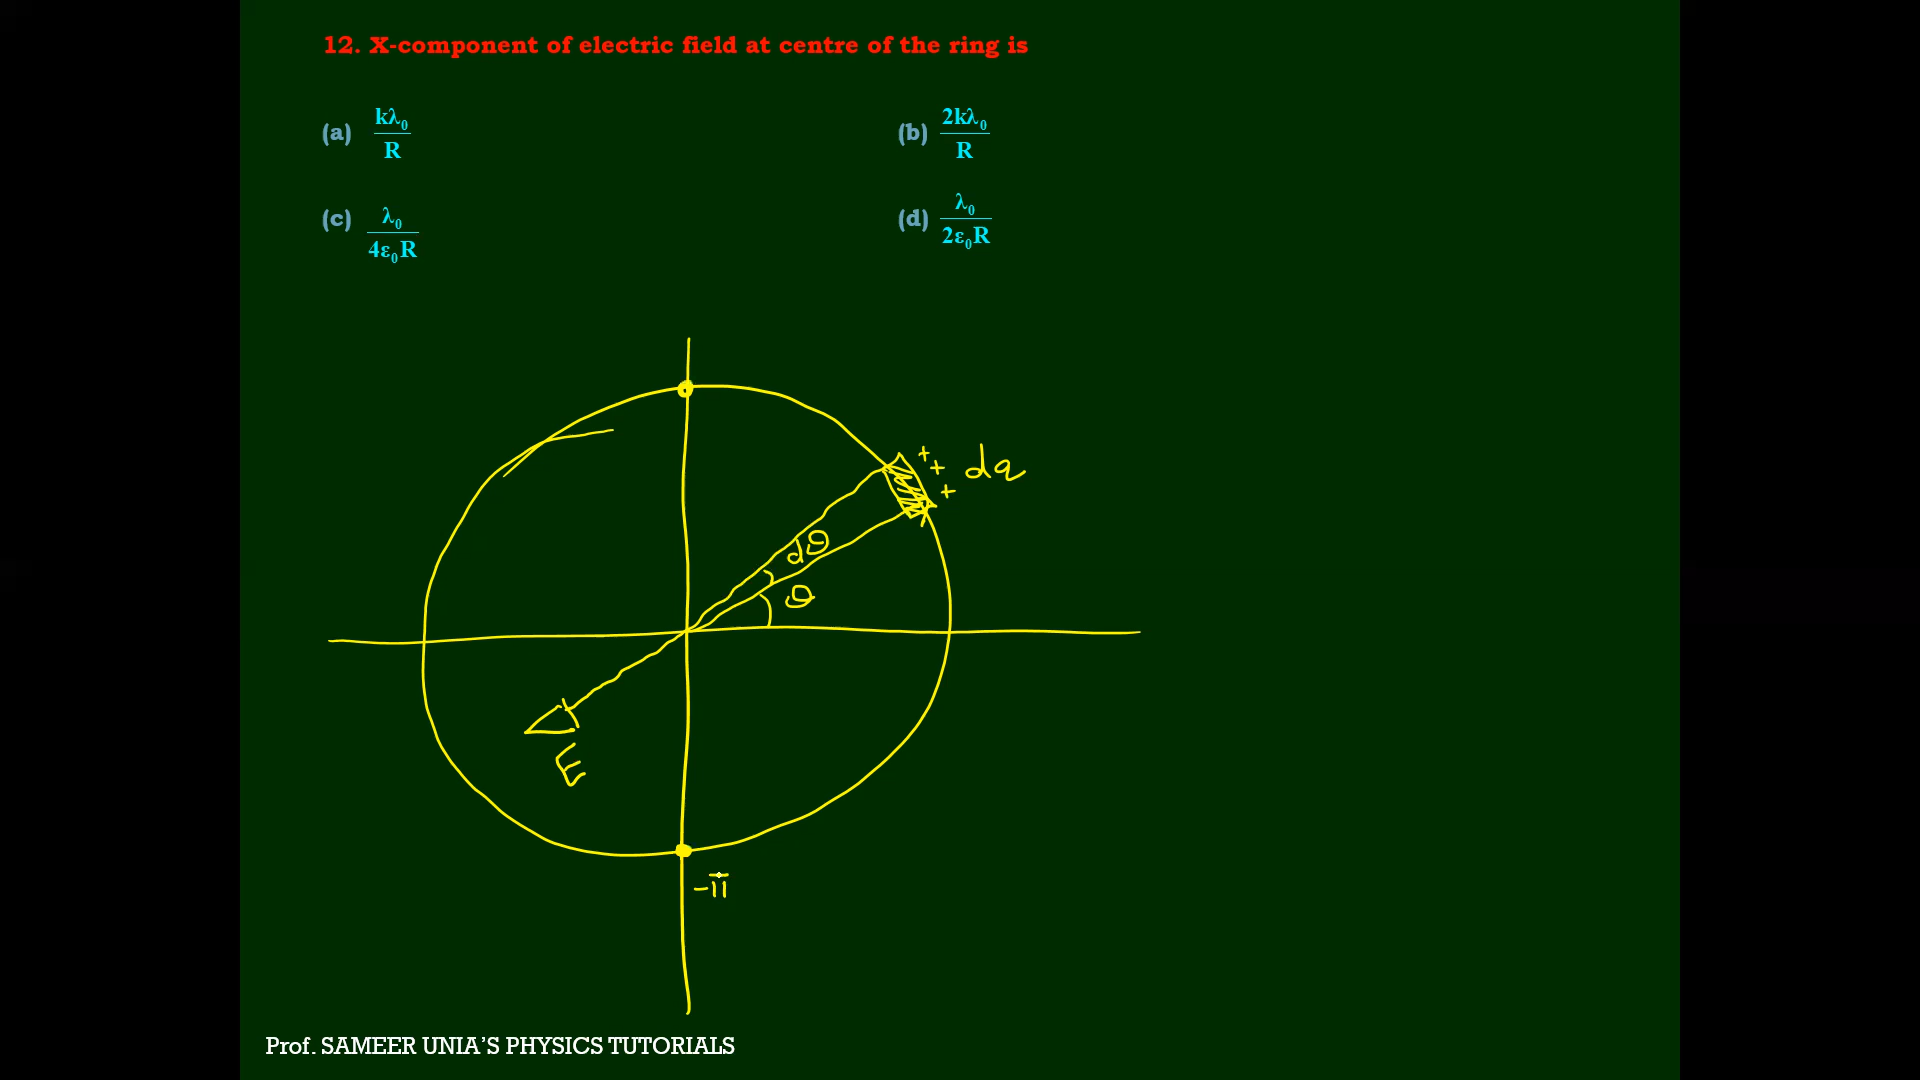 12. X-component of electric field at centre of the ring is
(a) kλ₀/R
(b) 2kλ₀/R
(c) λ₀/4ε₀R
(d) λ₀/2ε₀R
+ + + dq
dθ
θ
E
-π
Prof. SAMEER UNIA’S PHYSICS TUTORIALS